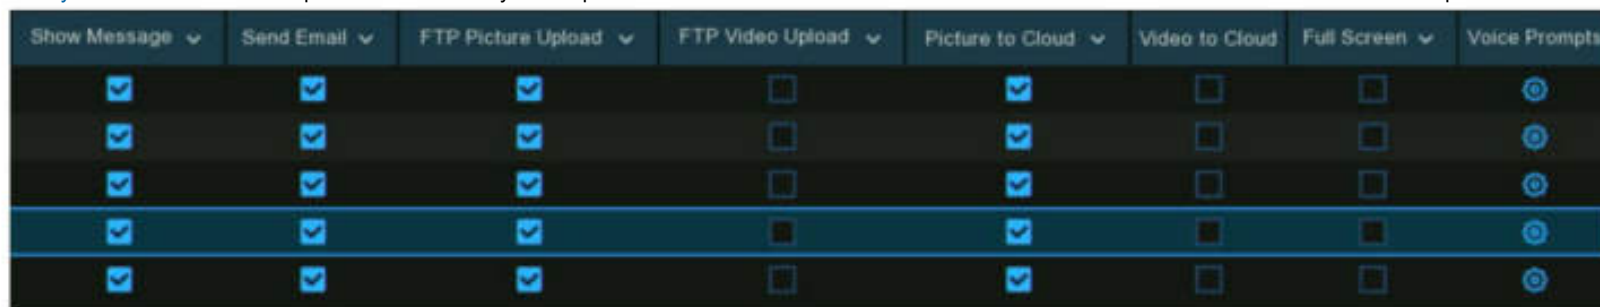 Show Message Send Email FTP Picture Upload FTP Video Upload Picture to Cloud Video to Cloud Full Screen Voice Prompts